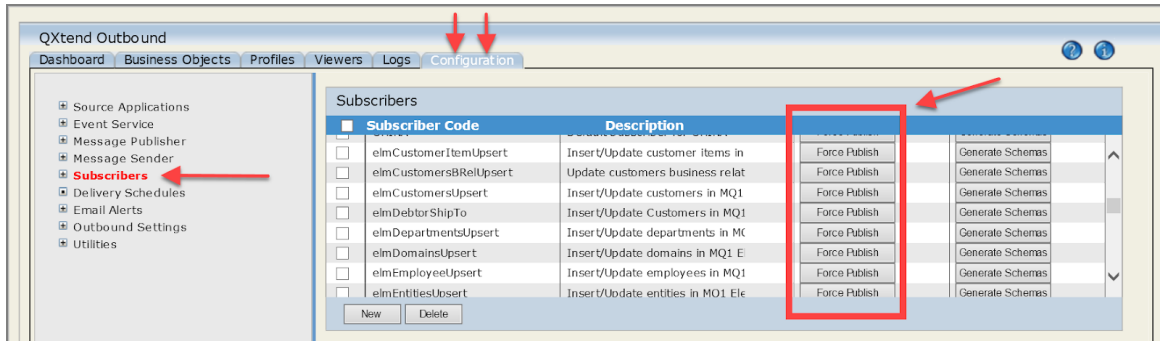 QXtend Outbound
Dashboard Business Objects Profiles Viewers Logs Configuration
Source Applications
Event Service
Message Publisher
Message Sender
Subscribers
Delivery Schedules
Email Alerts
Outbound Settings
Utilities
Subscribers
Subscriber Code Description
elmCustomerItemUpsert Insert/Update customer items in Force Publish Generate Schemas
elmCustomersBRelUpsert Update customers business relat Force Publish Generate Schemas
elmCustomersUpsert Insert/Update customers in MQ1 Force Publish Generate Schemas
elmDebtorShipTo Insert/Update Customers in MQ1 Force Publish Generate Schemas
elmDepartmentsUpsert Insert/Update departments in M Force Publish Generate Schemas
elmDomainsUpsert Insert/Update domains in MQ1 El Force Publish Generate Schemas
elmEmployeeUpsert Insert/Update employees in MQ1 Force Publish Generate Schemas
elmEntitiesUpsert Insert/Update entities in MQ1 Ele Force Publish Generate Schemas
New Delete